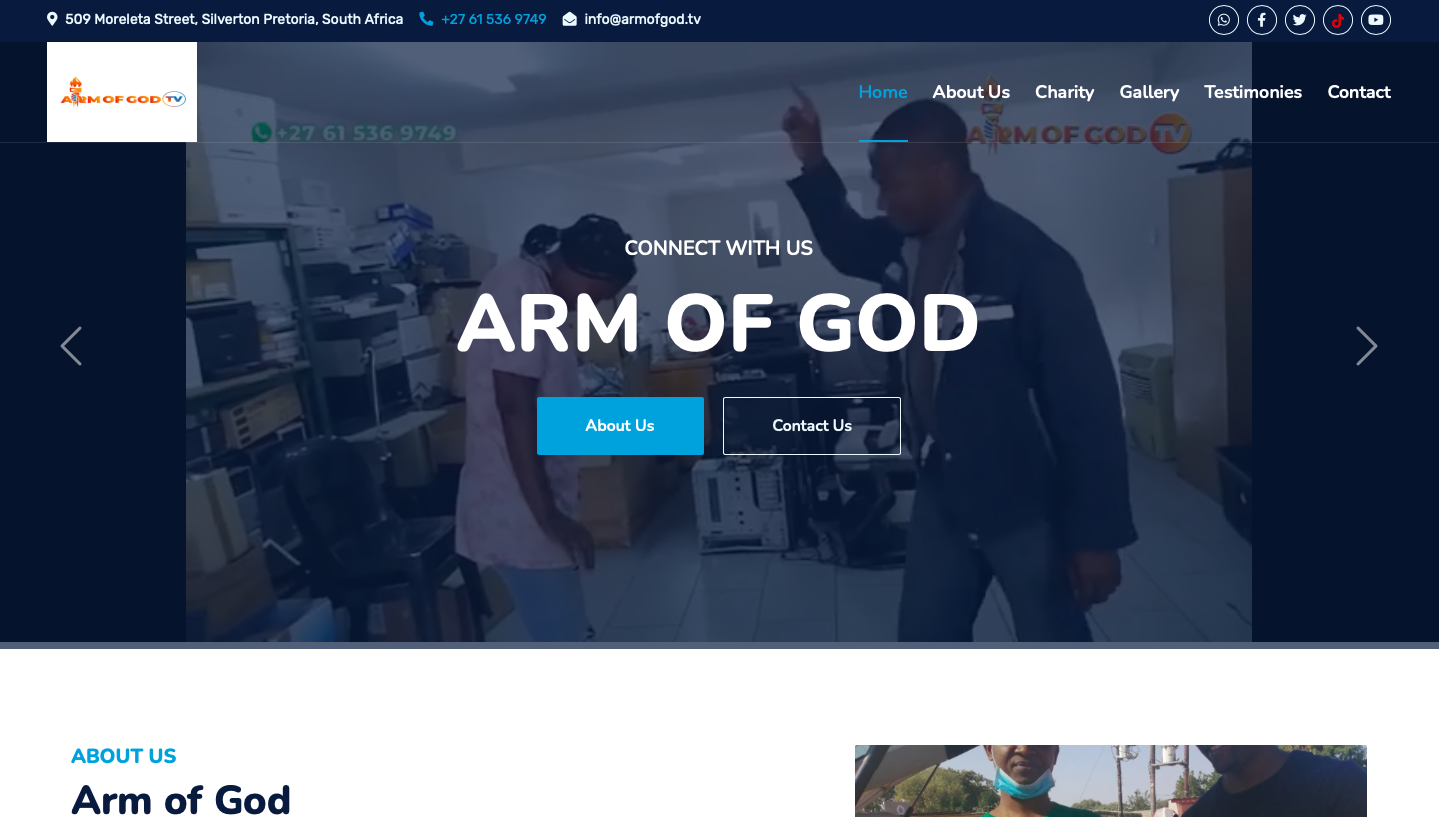 509 Moreleta Street, Silverton Pretoria, South Africa
+27 61 536 9749
info@armofgod.tv
ARM OF GOD TV
Home
About Us
Charity
Gallery
Testimonies
Contact
+27 61 536 9749
ARM OF GOD TV
CONNECT WITH US
ARM OF GOD
About Us
Contact Us
ABOUT US
Arm of God